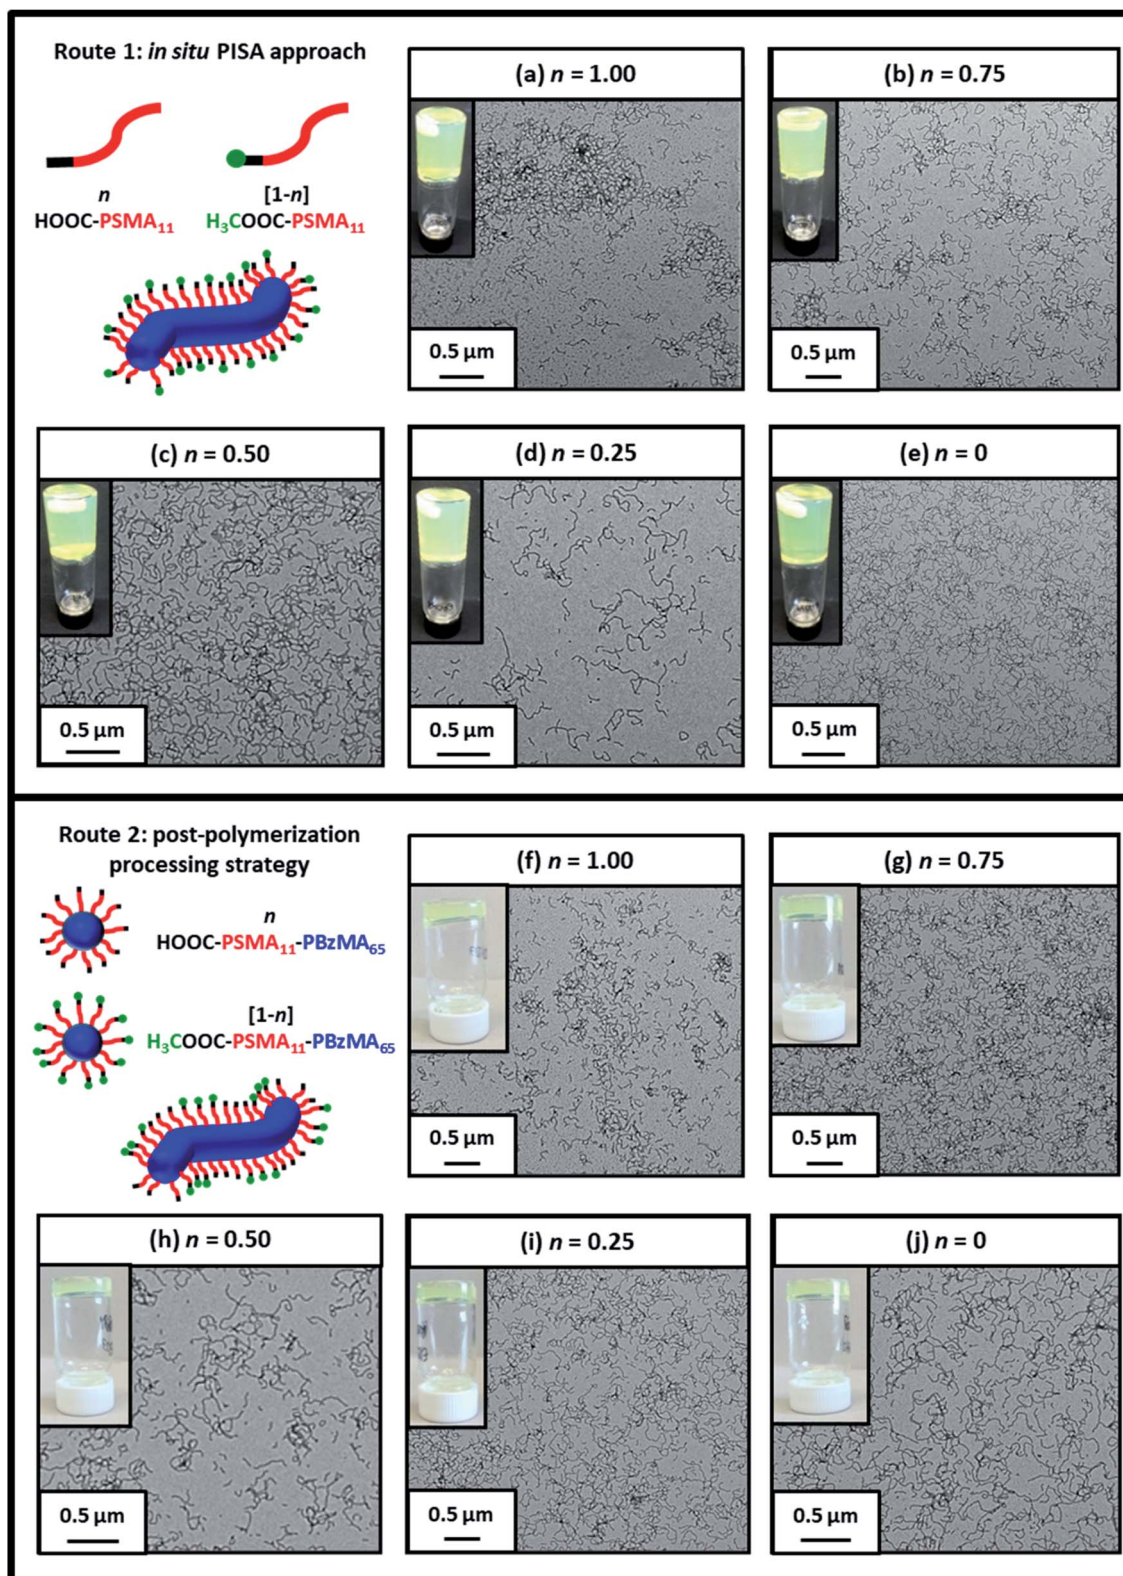 Route 1: in situ PISA approach
n
HOOC-PSMA₁₁
[1-n]
H₃COOC-PSMA₁₁
(a) n = 1.00
0.5 µm
(b) n = 0.75
0.5 µm
(c) n = 0.50
0.5 µm
(d) n = 0.25
0.5 µm
(e) n = 0
0.5 µm
Route 2: post-polymerization
processing strategy
n
HOOC-PSMA₁₁-PBzMA₆₅
[1-n]
H₃COOC-PSMA₁₁-PBzMA₆₅
(f) n = 1.00
0.5 µm
(g) n = 0.75
0.5 µm
(h) n = 0.50
0.5 µm
(i) n = 0.25
0.5 µm
(j) n = 0
0.5 µm